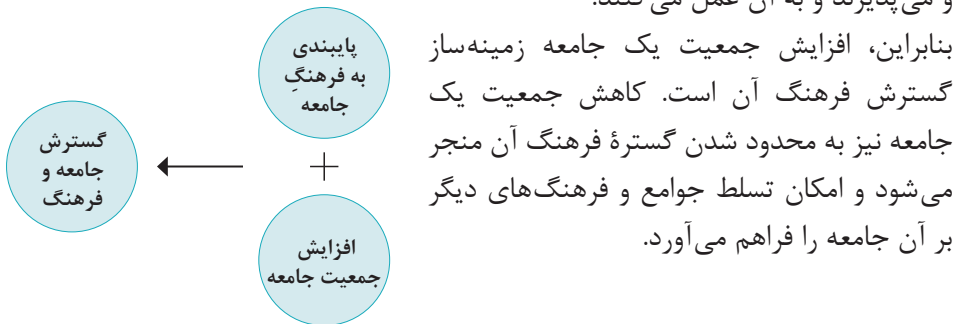 و می‌پذیرند و به آن عمل می‌کنند.
بنابراین، افزایش جمعیت یک جامعه زمینه‌ساز
گسترش فرهنگ آن است. کاهش جمعیت یک
جامعه نیز به محدود شدن گسترهٔ فرهنگ آن منجر
می‌شود و امکان تسلط جوامع و فرهنگ‌های دیگر
بر آن جامعه را فراهم می‌آورد.
پایبندی
به فرهنگِ
جامعه
+
افزایش
جمعیت جامعه
گسترش
جامعه و
فرهنگ